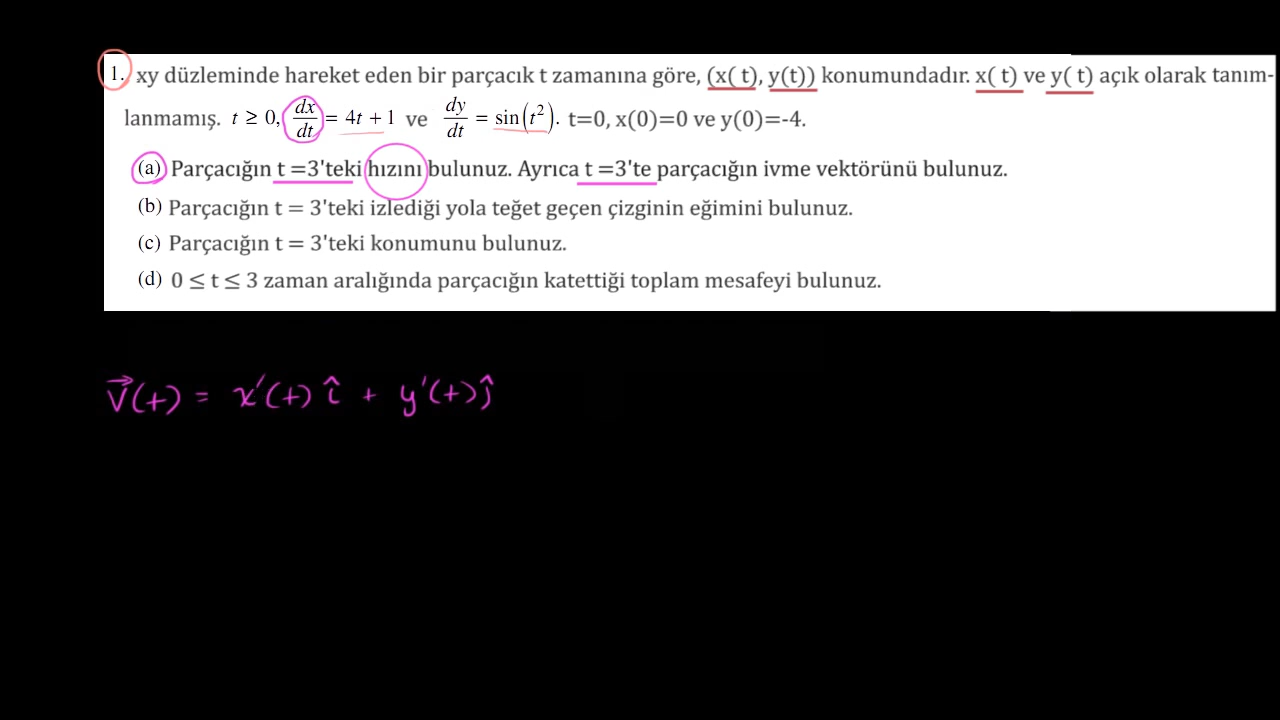 1. xy düzleminde hareket eden bir parçacık t zamanına göre, (x( t), y(t)) konumundadır. x( t) ve y( t) açık olarak tanım-
lanmamış. t ≥ 0, dx/dt = 4t + 1 ve dy/dt = sin(t²). t=0, x(0)=0 ve y(0)=-4.
(a) Parçacığın t =3'teki hızını bulunuz. Ayrıca t =3'te parçacığın ivme vektörünü bulunuz.
(b) Parçacığın t = 3'teki izlediği yola teğet geçen çizginin eğimini bulunuz.
(c) Parçacığın t = 3'teki konumunu bulunuz.
(d) 0 ≤ t ≤ 3 zaman aralığında parçacığın katettiği toplam mesafeyi bulunuz.
v⃗(t) = x'(t) î + y'(t) ĵ